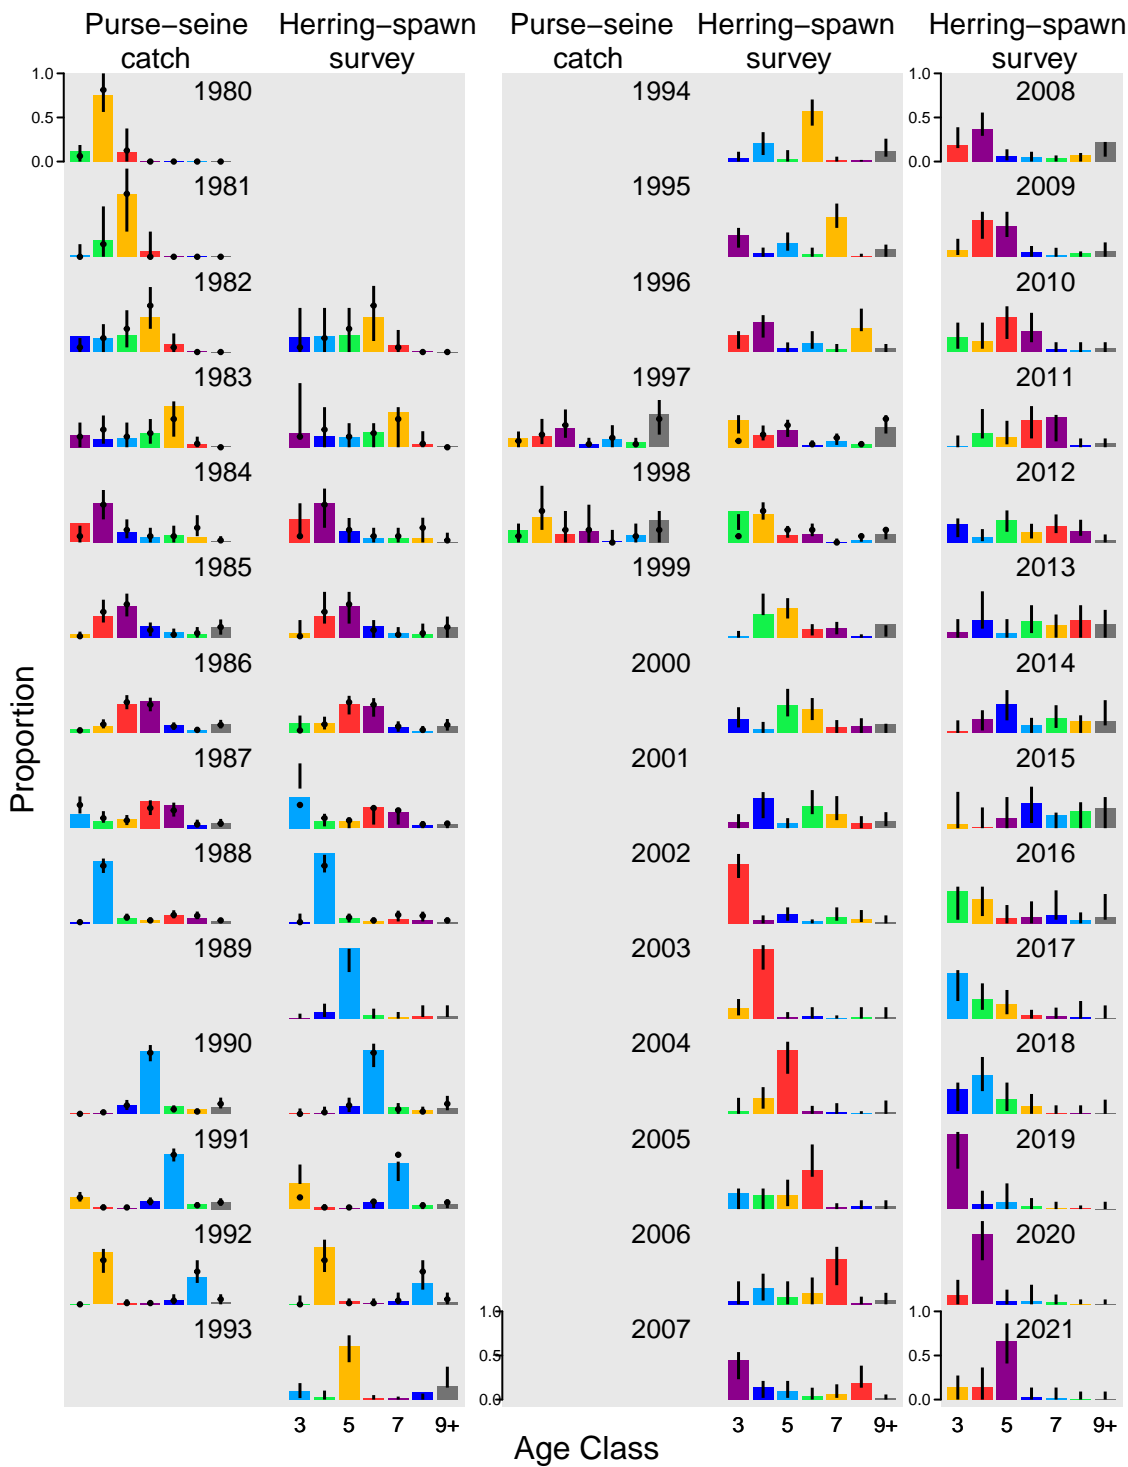 Purse−seine Herring−spawn Purse−seine Herring−spawn Herring−spawn
catch survey catch survey survey
1.0 1980 1994 1.0 2008
0.5 0.5
0.0 0.0
1981 1995 2009
1982 1996 2010
1983 1997 2011
1984 1998 2012
1985 1999 2013
1986 2000 2014
Proportion
1987 2001 2015
1988 2002 2016
1989 2003 2017
1990 2004 2018
1991 2005 2019
1992 2006 2020
1.0 1.0
1993 2007 2021
0.5 0.5
0.0 0.0
3 5 7 9+ 3 5 7 9+ 3 5 7 9+
Age Class